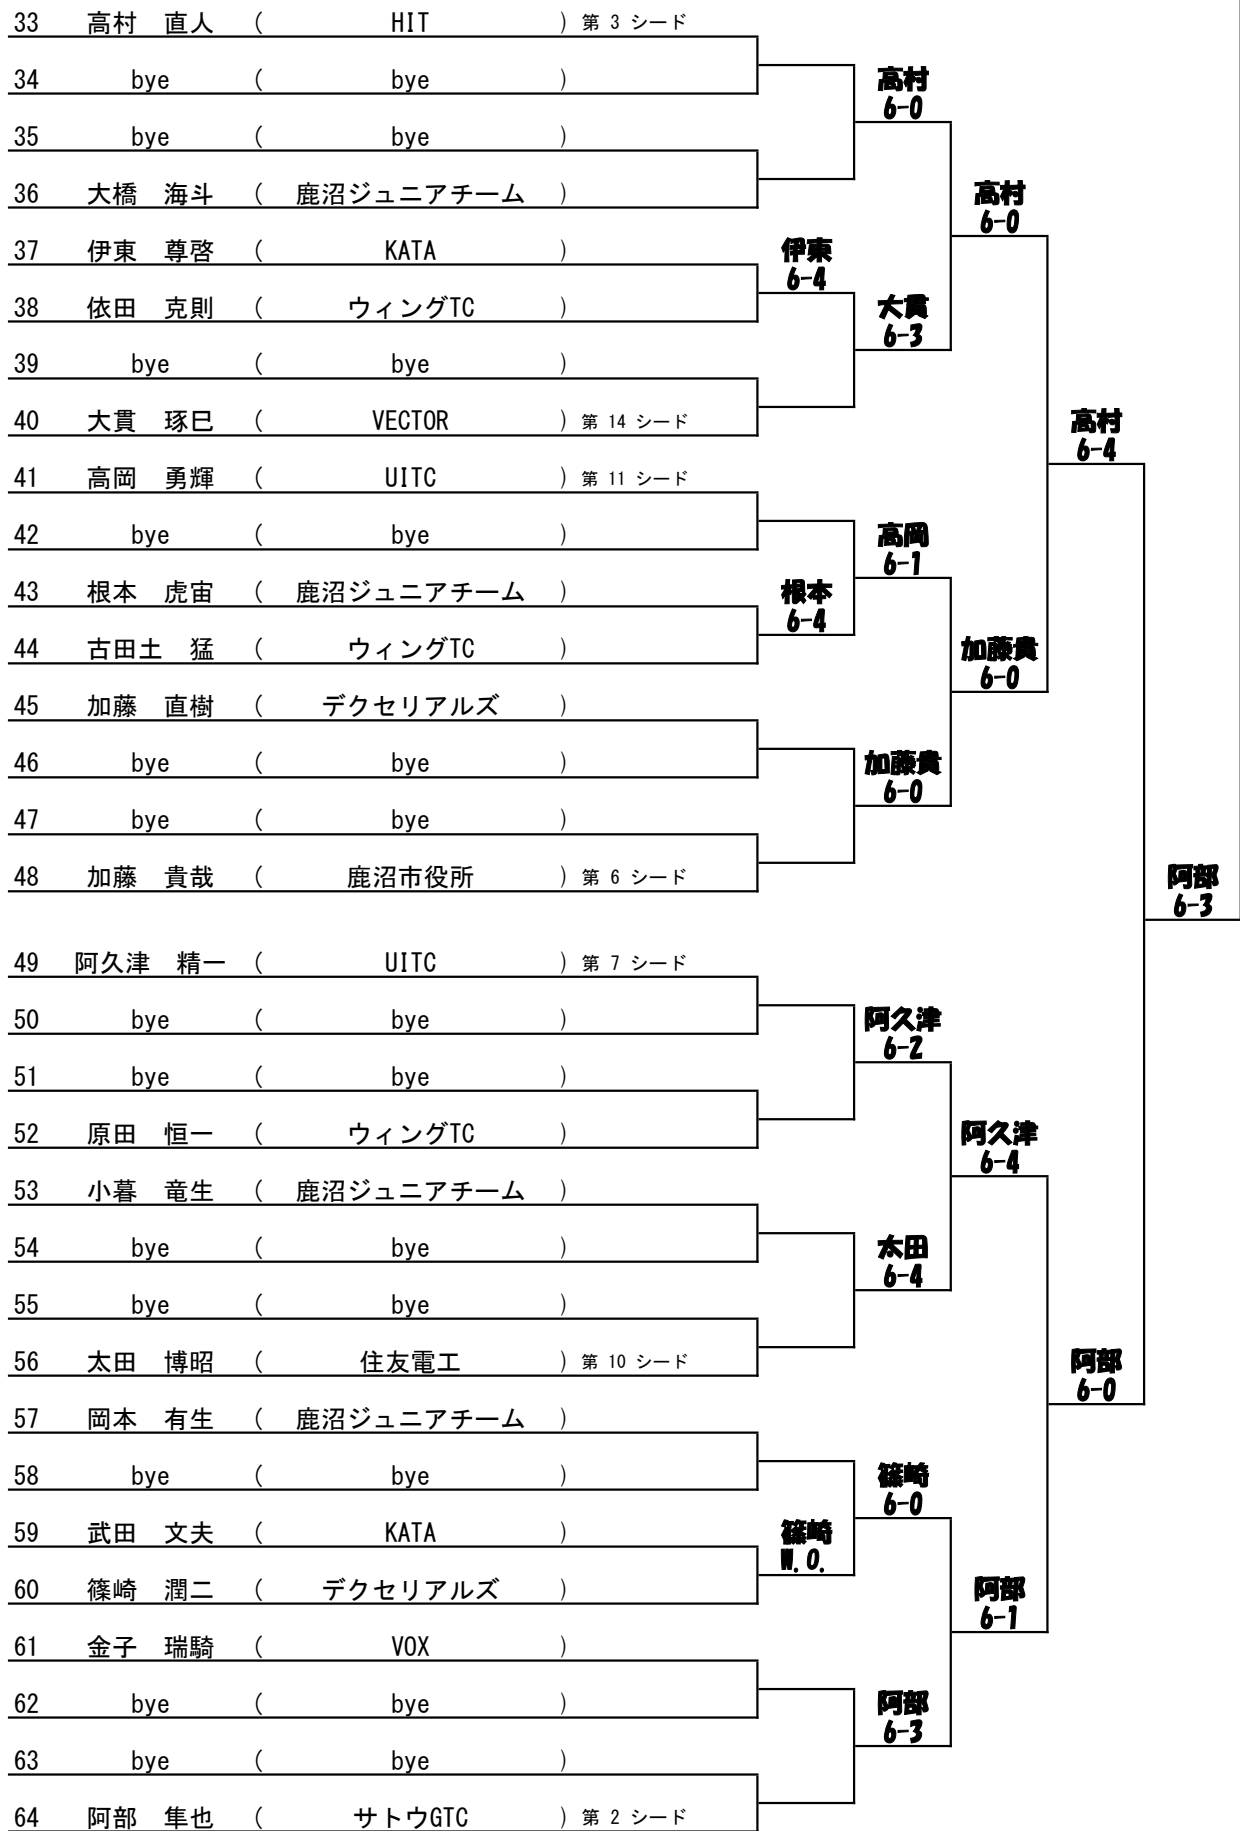 33 高村 直人 ( HIT ) 第 3 シード
34 bye ( bye )
高村
6-0
35 bye ( bye )
36 大橋 海斗 ( 鹿沼ジュニアチーム )
高村
6-0
37 伊東 尊啓 ( KATA )
伊東
6-4
38 依田 克則 ( ウィングTC )
大貫
6-3
39 bye ( bye )
40 大貫 琢巳 ( VECTOR ) 第 14 シード
高村
6-4
41 高岡 勇輝 ( UITC ) 第 11 シード
42 bye ( bye )
高岡
6-1
43 根本 虎宙 ( 鹿沼ジュニアチーム )
根本
6-4
44 古田土 猛 ( ウィングTC )
加藤貴
6-0
45 加藤 直樹 ( デクセリアルズ )
46 bye ( bye )
加藤貴
6-0
47 bye ( bye )
48 加藤 貴哉 ( 鹿沼市役所 ) 第 6 シード
阿部
6-3
49 阿久津 精一 ( UITC ) 第 7 シード
50 bye ( bye )
阿久津
6-2
51 bye ( bye )
52 原田 恒一 ( ウィングTC )
阿久津
6-4
53 小暮 竜生 ( 鹿沼ジュニアチーム )
54 bye ( bye )
太田
6-4
55 bye ( bye )
56 太田 博昭 ( 住友電工 ) 第 10 シード
阿部
6-0
57 岡本 有生 ( 鹿沼ジュニアチーム )
58 bye ( bye )
篠崎
6-0
59 武田 文夫 ( KATA )
篠崎
W.O.
60 篠崎 潤二 ( デクセリアルズ )
阿部
6-1
61 金子 瑞騎 ( VOX )
62 bye ( bye )
阿部
6-3
63 bye ( bye )
64 阿部 隼也 ( サトウGTC ) 第 2 シード